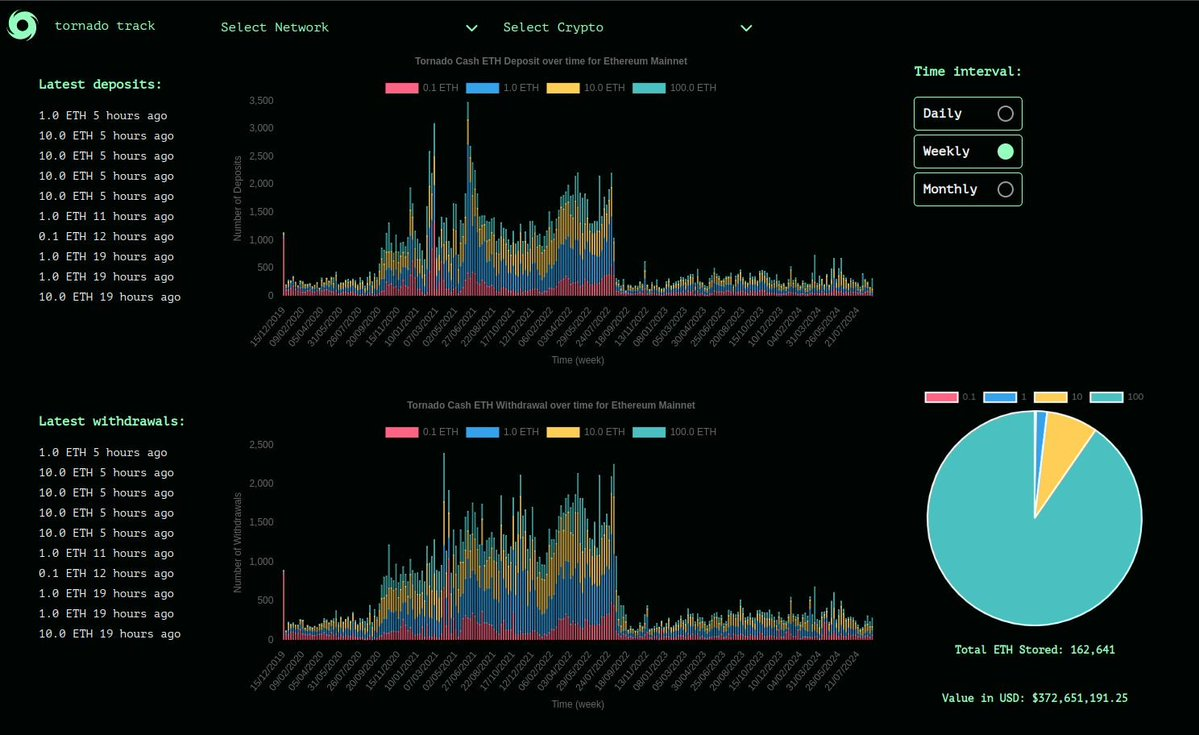 tornado track
Select Network
Select Crypto
Latest deposits:
1.0 ETH 5 hours ago
10.0 ETH 5 hours ago
10.0 ETH 5 hours ago
10.0 ETH 5 hours ago
10.0 ETH 5 hours ago
1.0 ETH 11 hours ago
0.1 ETH 12 hours ago
1.0 ETH 19 hours ago
1.0 ETH 19 hours ago
10.0 ETH 19 hours ago
Tornado Cash ETH Deposit over time for Ethereum Mainnet
0.1 ETH 1.0 ETH 10.0 ETH 100.0 ETH
Number of Deposits
3,500
3,000
2,500
2,000
1,500
1,000
500
0
15/12/2019 09/02/2020 05/04/2020 31/05/2020 26/07/2020 20/09/2020 15/11/2020 10/01/2021 07/03/2021 02/05/2021 27/06/2021 22/08/2021 17/10/2021 12/12/2021 06/02/2022 03/04/2022 29/05/2022 24/07/2022 18/09/2022 13/11/2022 08/01/2023 05/03/2023 30/04/2023 25/06/2023 20/08/2023 15/10/2023 10/12/2023 04/02/2024 31/03/2024 26/05/2024 21/07/2024
Time (week)
Time interval:
Daily
Weekly
Monthly
Latest withdrawals:
1.0 ETH 5 hours ago
10.0 ETH 5 hours ago
10.0 ETH 5 hours ago
10.0 ETH 5 hours ago
10.0 ETH 5 hours ago
1.0 ETH 11 hours ago
0.1 ETH 12 hours ago
1.0 ETH 19 hours ago
1.0 ETH 19 hours ago
10.0 ETH 19 hours ago
Tornado Cash ETH Withdrawal over time for Ethereum Mainnet
0.1 ETH 1.0 ETH 10.0 ETH 100.0 ETH
Number of Withdrawals
2,500
2,000
1,500
1,000
500
0
15/12/2019 09/02/2020 05/04/2020 31/05/2020 26/07/2020 20/09/2020 15/11/2020 10/01/2021 07/03/2021 02/05/2021 27/06/2021 22/08/2021 17/10/2021 12/12/2021 06/02/2022 03/04/2022 29/05/2022 24/07/2022 18/09/2022 13/11/2022 08/01/2023 05/03/2023 30/04/2023 25/06/2023 20/08/2023 15/10/2023 10/12/2023 04/02/2024 31/03/2024 26/05/2024 21/07/2024
Time (week)
0.1 1 10 100
Total ETH Stored: 162,641
Value in USD: $372,651,191.25